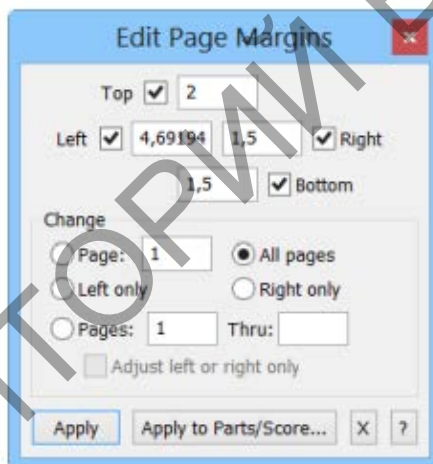 Edit Page Margins
Top 2
Left 4,69194 1,5 Right
1,5 Bottom
Change
Page: 1 All pages
Left only Right only
Pages: 1 Thru:
Adjust left or right only
Apply Apply to Parts/Score... X ?
ТОРИЙ